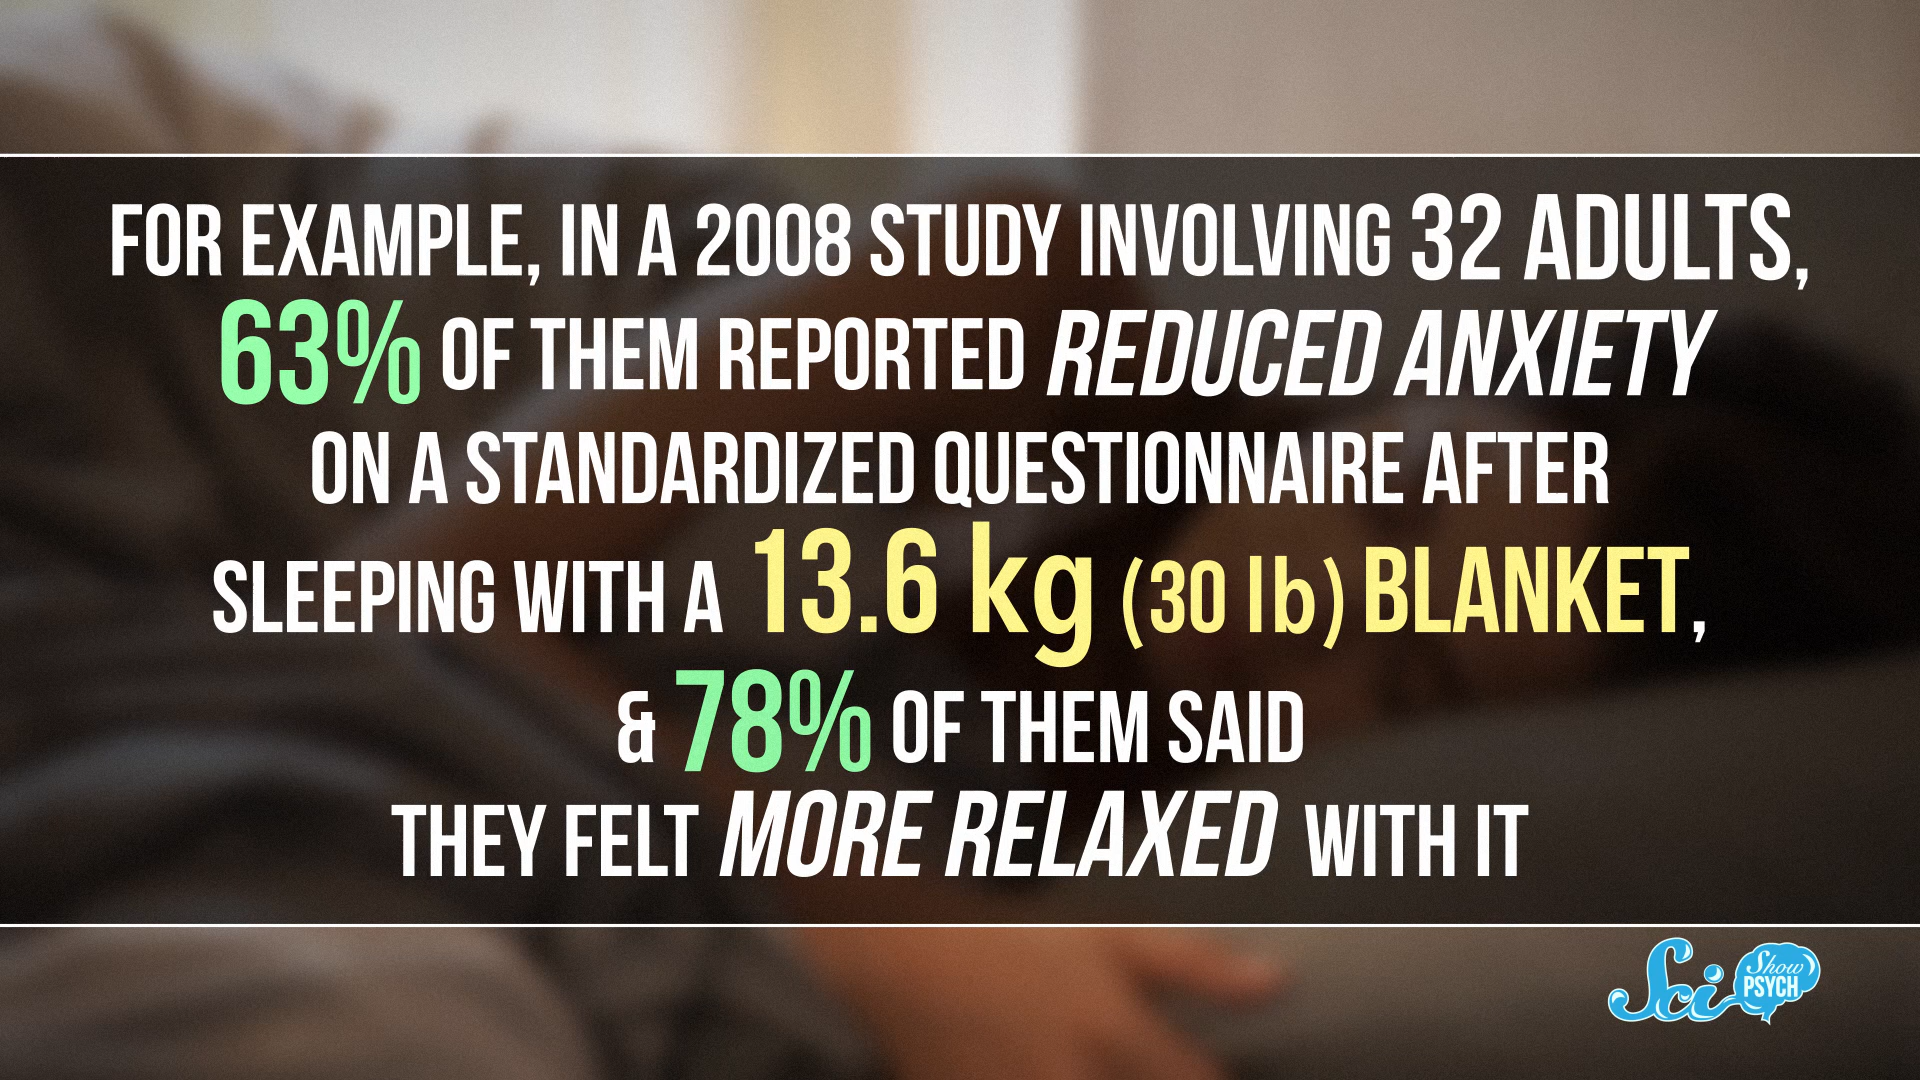 FOR EXAMPLE, IN A 2008 STUDY INVOLVING 32 ADULTS,
63% OF THEM REPORTED REDUCED ANXIETY
ON A STANDARDIZED QUESTIONNAIRE AFTER
SLEEPING WITH A 13.6 kg (30 lb) BLANKET,
& 78% OF THEM SAID
THEY FELT MORE RELAXED WITH IT
Sci Show
PSYCH